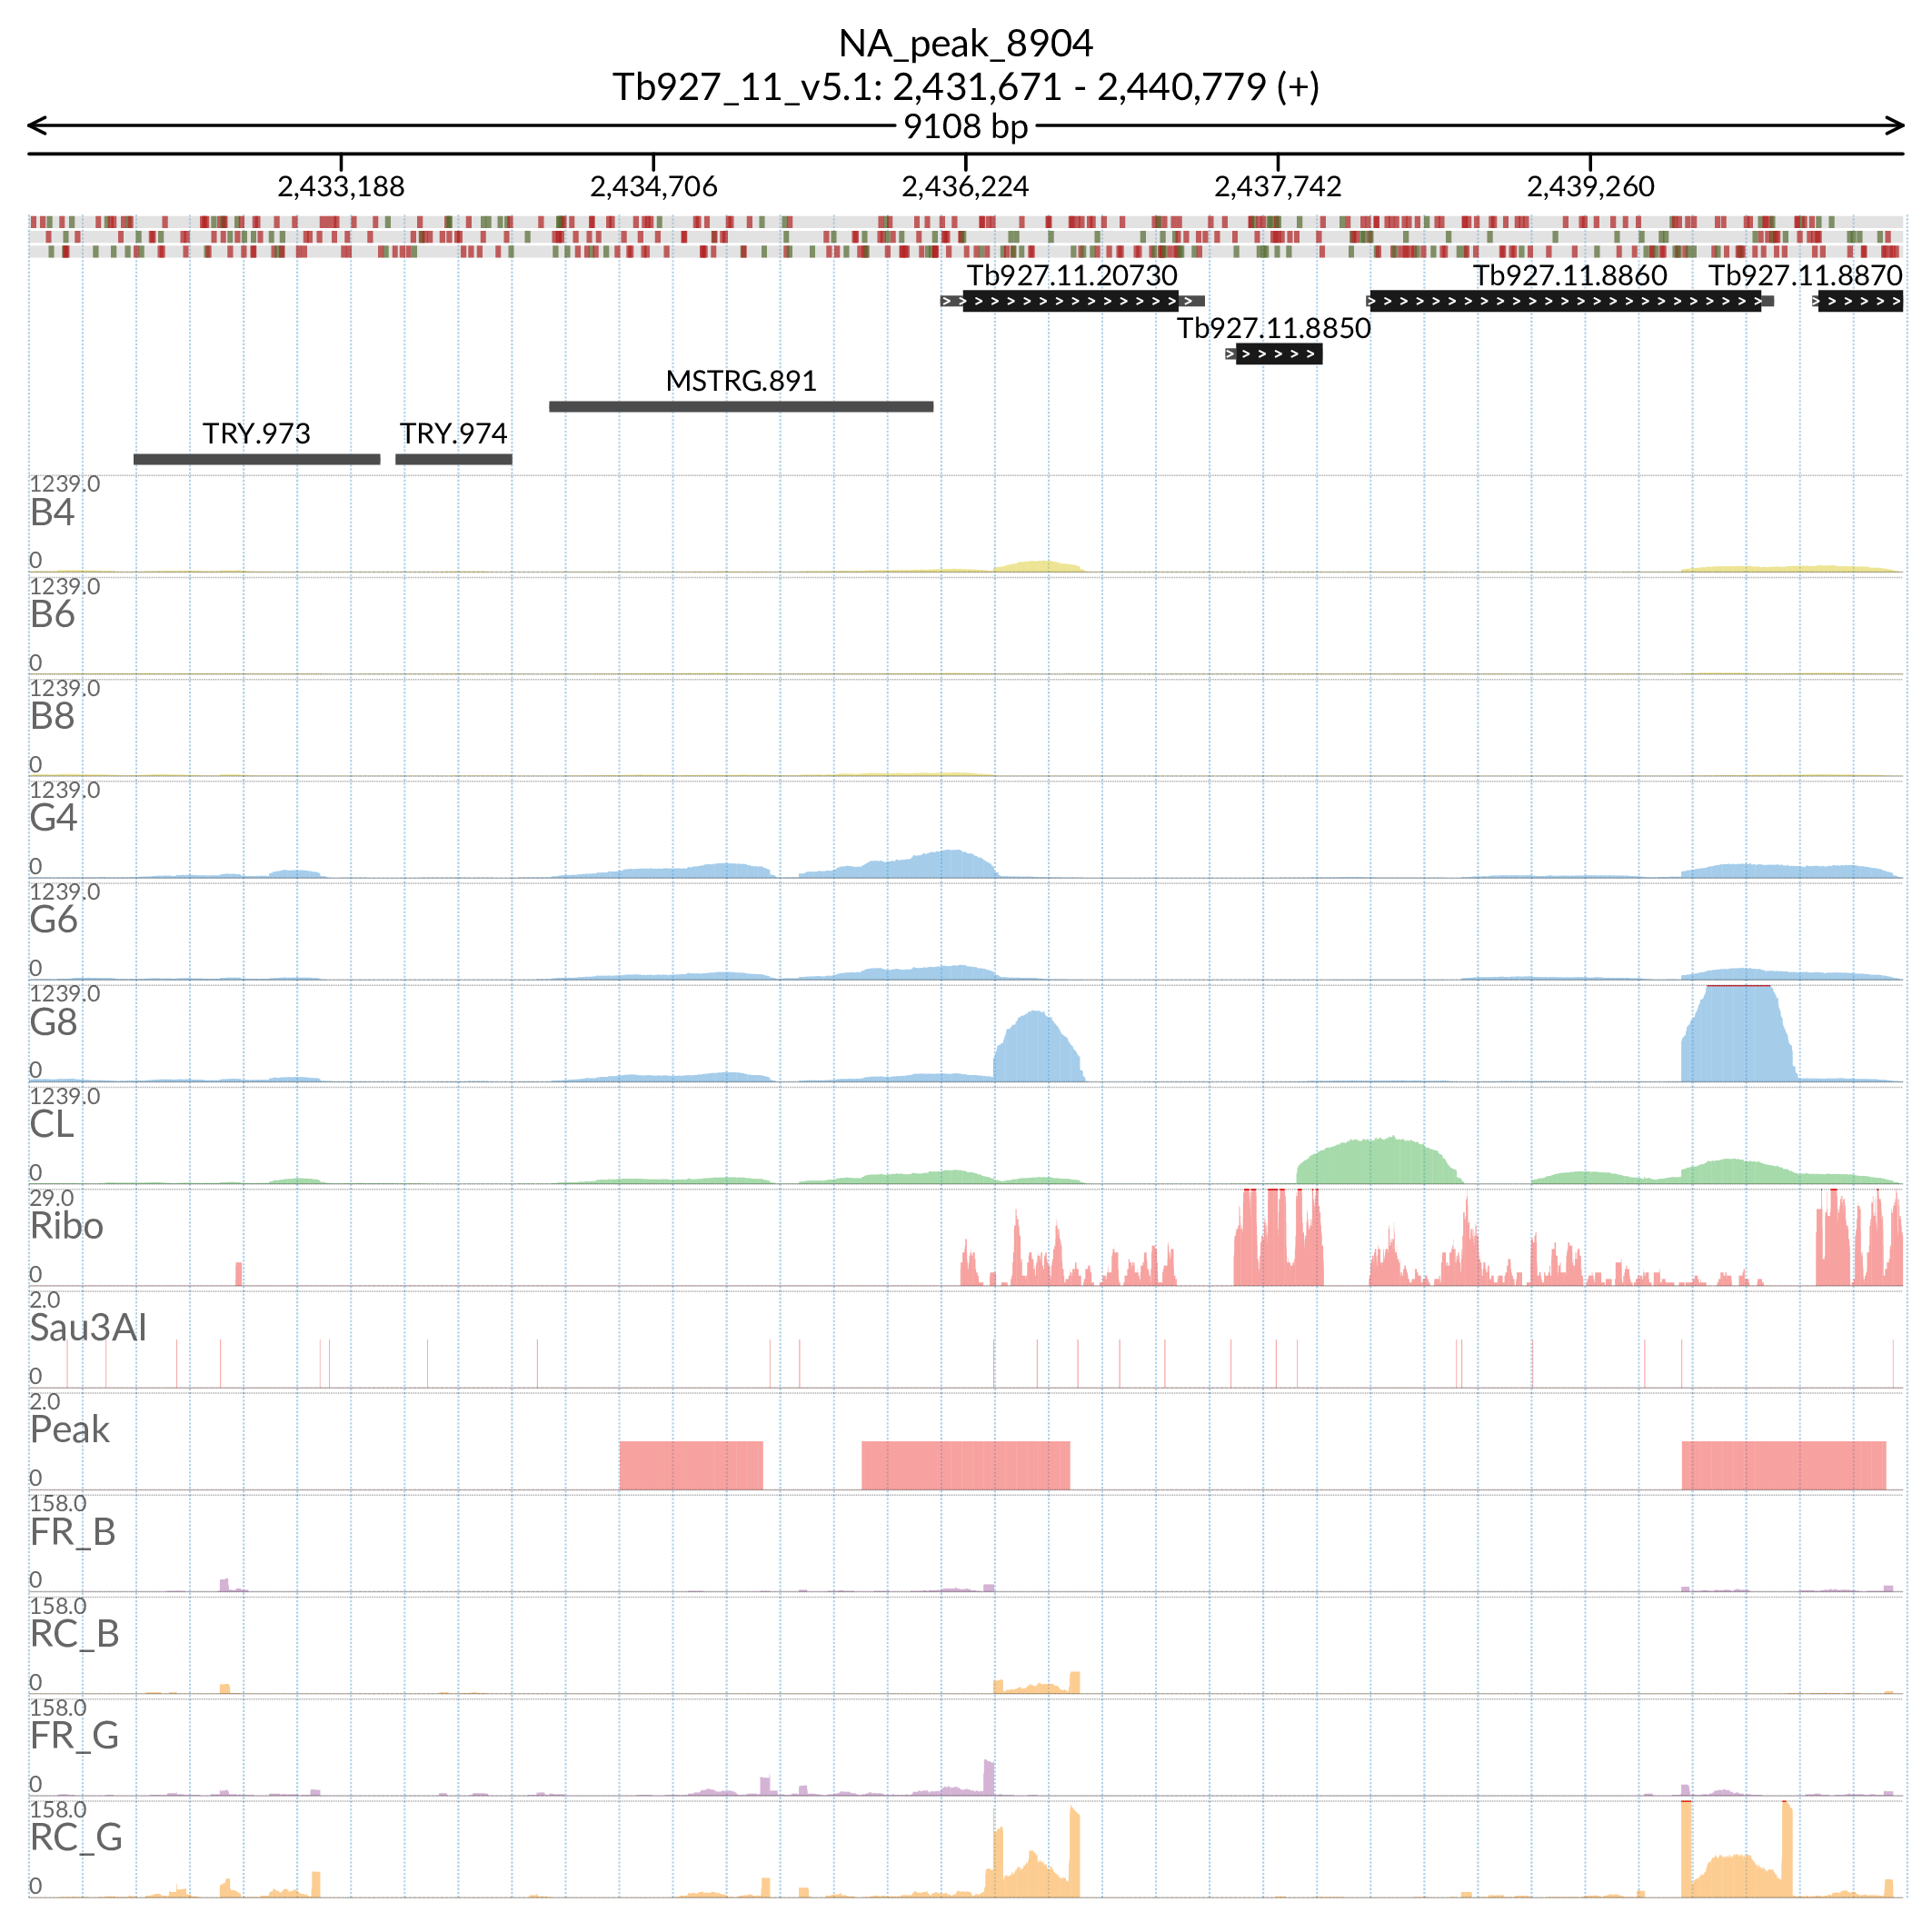 NA_peak_8904
Tb927_11_v5.1: 2,431,671 - 2,440,779 (+)
9108 bp
2,433,188 2,434,706 2,436,224 2,437,742 2,439,260
Tb927.11.20730 Tb927.11.8860 Tb927.11.8870
Tb927.11.8850
MSTRG.891
TRY.973 TRY.974
1239.0
B4
0
1239.0
B6
0
1239.0
B8
0
1239.0
G4
0
1239.0
G6
0
1239.0
G8
0
1239.0
CL
0
29.0
Ribo
0
2.0
Sau3AI
0
2.0
Peak
0
158.0
FR_B
0
158.0
RC_B
0
158.0
FR_G
0
158.0
RC_G
0